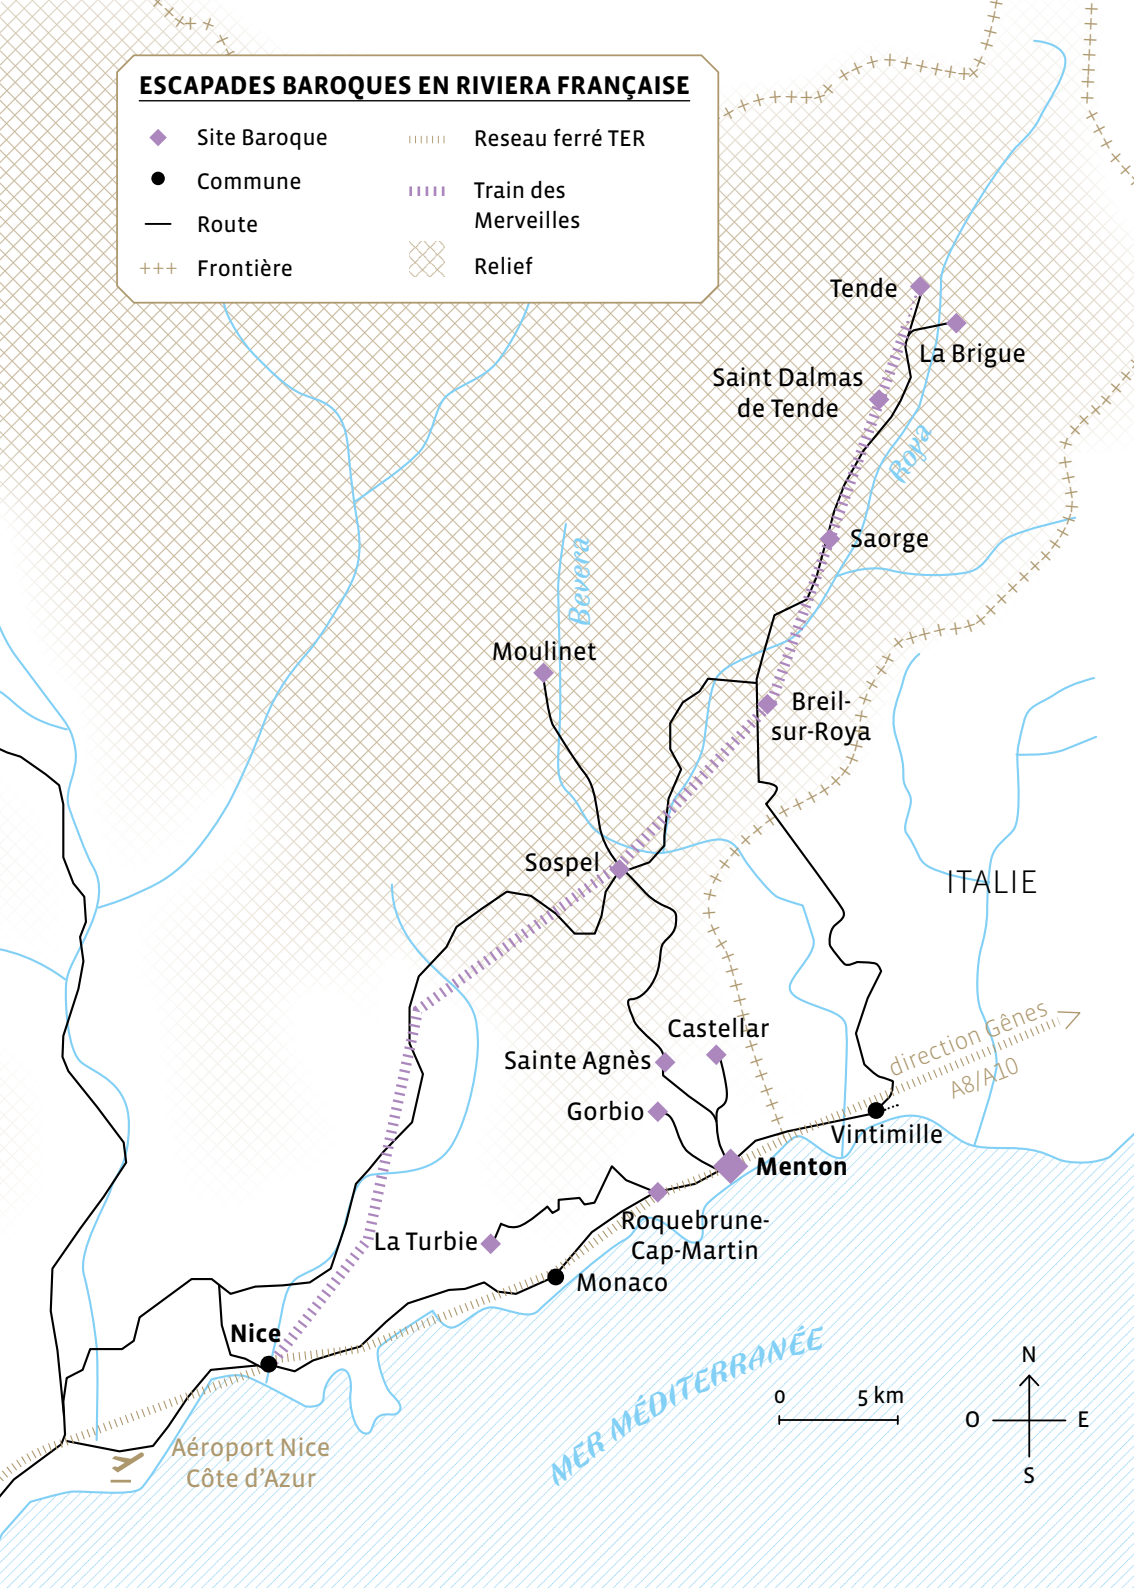 ESCAPADES BAROQUES EN RIVIERA FRANÇAISE
Site Baroque
Commune
Route
Frontière
Reseau ferré TER
Train des
Merveilles
Relief
Tende
La Brigue
Saint Dalmas
de Tende
Roya
Saorge
Bevera
Moulinet
Breil-
sur-Roya
Sospel
ITALIE
Castellar
Sainte Agnès
direction Gênes
A8/A10
Gorbio
Vintimille
Menton
Roquebrune-
Cap-Martin
La Turbie
Monaco
Nice
MER MÉDITERRANÉE
Aéroport Nice
Côte d'Azur
0 5 km
N
O E
S